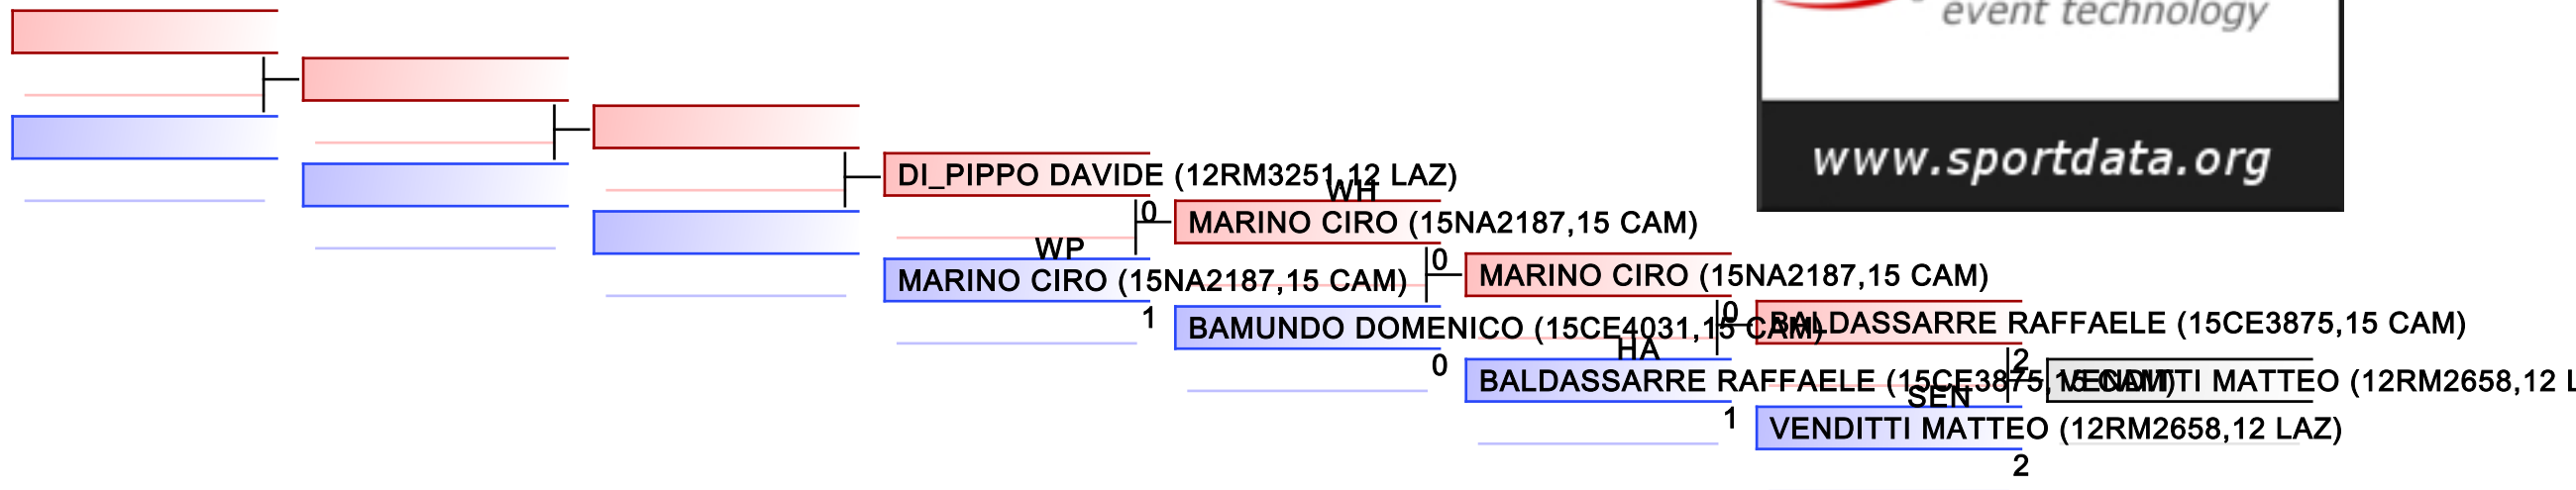 event technology
www.sportdata.org
DI_PIPPO DAVIDE (12RM3251,12 LAZ)
WH
0
MARINO CIRO (15NA2187,15 CAM)
WP
0
MARINO CIRO (15NA2187,15 CAM)
MARINO CIRO (15NA2187,15 CAM)
1
0
BALDASSARRE RAFFAELE (15CE3875,15 CAM)
BAMUNDO DOMENICO (15CE4031,15 CAM)
HA
0
2
BALDASSARRE RAFFAELE (15CE3875,15 CAM)
VENDITTI MATTEO (12RM2658,12 L
SEN
1
VENDITTI MATTEO (12RM2658,12 LAZ)
2